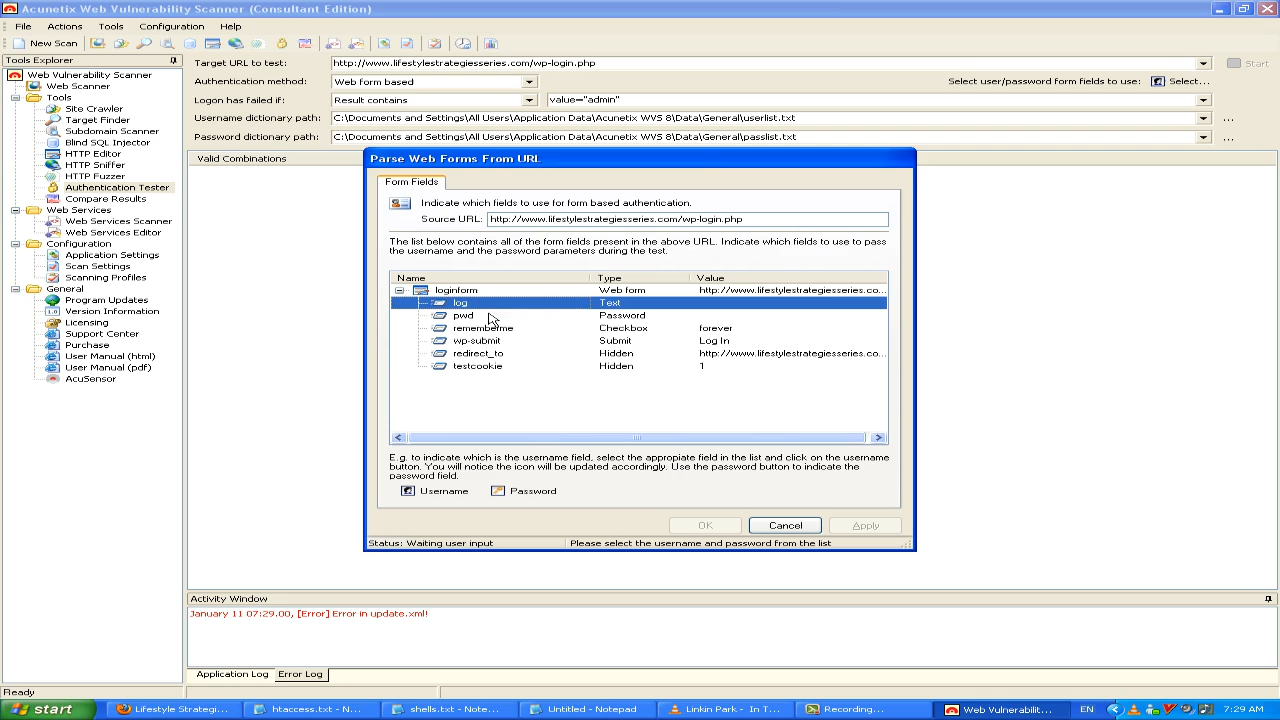 Acunetix Web Vulnerability Scanner (Consultant Edition)
File Actions Tools Configuration Help
New Scan
Tools Explorer
Web Vulnerability Scanner
Web Scanner
Tools
Site Crawler
Target Finder
Subdomain Scanner
Blind SQL Injector
HTTP Editor
HTTP Sniffer
HTTP Fuzzer
Authentication Tester
Compare Results
Web Services
Web Services Scanner
Web Services Editor
Configuration
Application Settings
Scan Settings
Scanning Profiles
General
Program Updates
Version Information
Licensing
Support Center
Purchase
User Manual (html)
User Manual (pdf)
AcuSensor
Target URL to test: http://www.lifestylestrategiesseries.com/wp-login.php Start
Authentication method: Web form based Select user/password form fields to use: Select...
Logon has failed if: Result contains value="admin"
Username dictionary path: C:\Documents and Settings\All Users\Application Data\Acunetix WVS 8\Data\General\userlist.txt ...
Password dictionary path: C:\Documents and Settings\All Users\Application Data\Acunetix WVS 8\Data\General\passlist.txt ...
Valid Combinations
Parse Web Forms From URL
Form Fields
Indicate which fields to use for form based authentication.
Source URL: http://www.lifestylestrategiesseries.com/wp-login.php
The list below contains all of the form fields present in the above URL. Indicate which fields to use to pass
the username and the password parameters during the test.
Name Type Value
loginform Web form http://www.lifestylestrategiesseries.co...
log Text
pwd Password
rememberme Checkbox forever
wp-submit Submit Log In
redirect_to Hidden http://www.lifestylestrategiesseries.co...
testcookie Hidden 1
E.g. to indicate which is the username field, select the appropiate field in the list and click on the username
button. You will notice the icon will be updated accordingly. Use the password button to indicate the
password field.
Username Password
OK Cancel Apply
Status: Waiting user input Please select the username and password from the list
Activity Window
January 11 07:29.00, [Error] Error in update.xml!
Application Log Error Log
Ready
start Lifestyle Strategi... htaccess.txt - N... shells.txt - Note... Untitled - Notepad Linkin Park - In T... Recording... Web Vulnerabilit... EN 7:29 AM